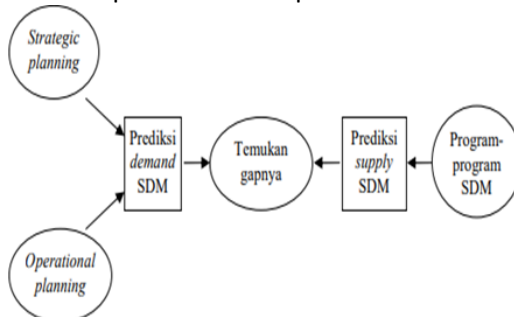 Strategic
planning
Prediksi
demand
SDM
Temukan
gapnya
Prediksi
supply
SDM
Program-
program
SDM
Operational
planning